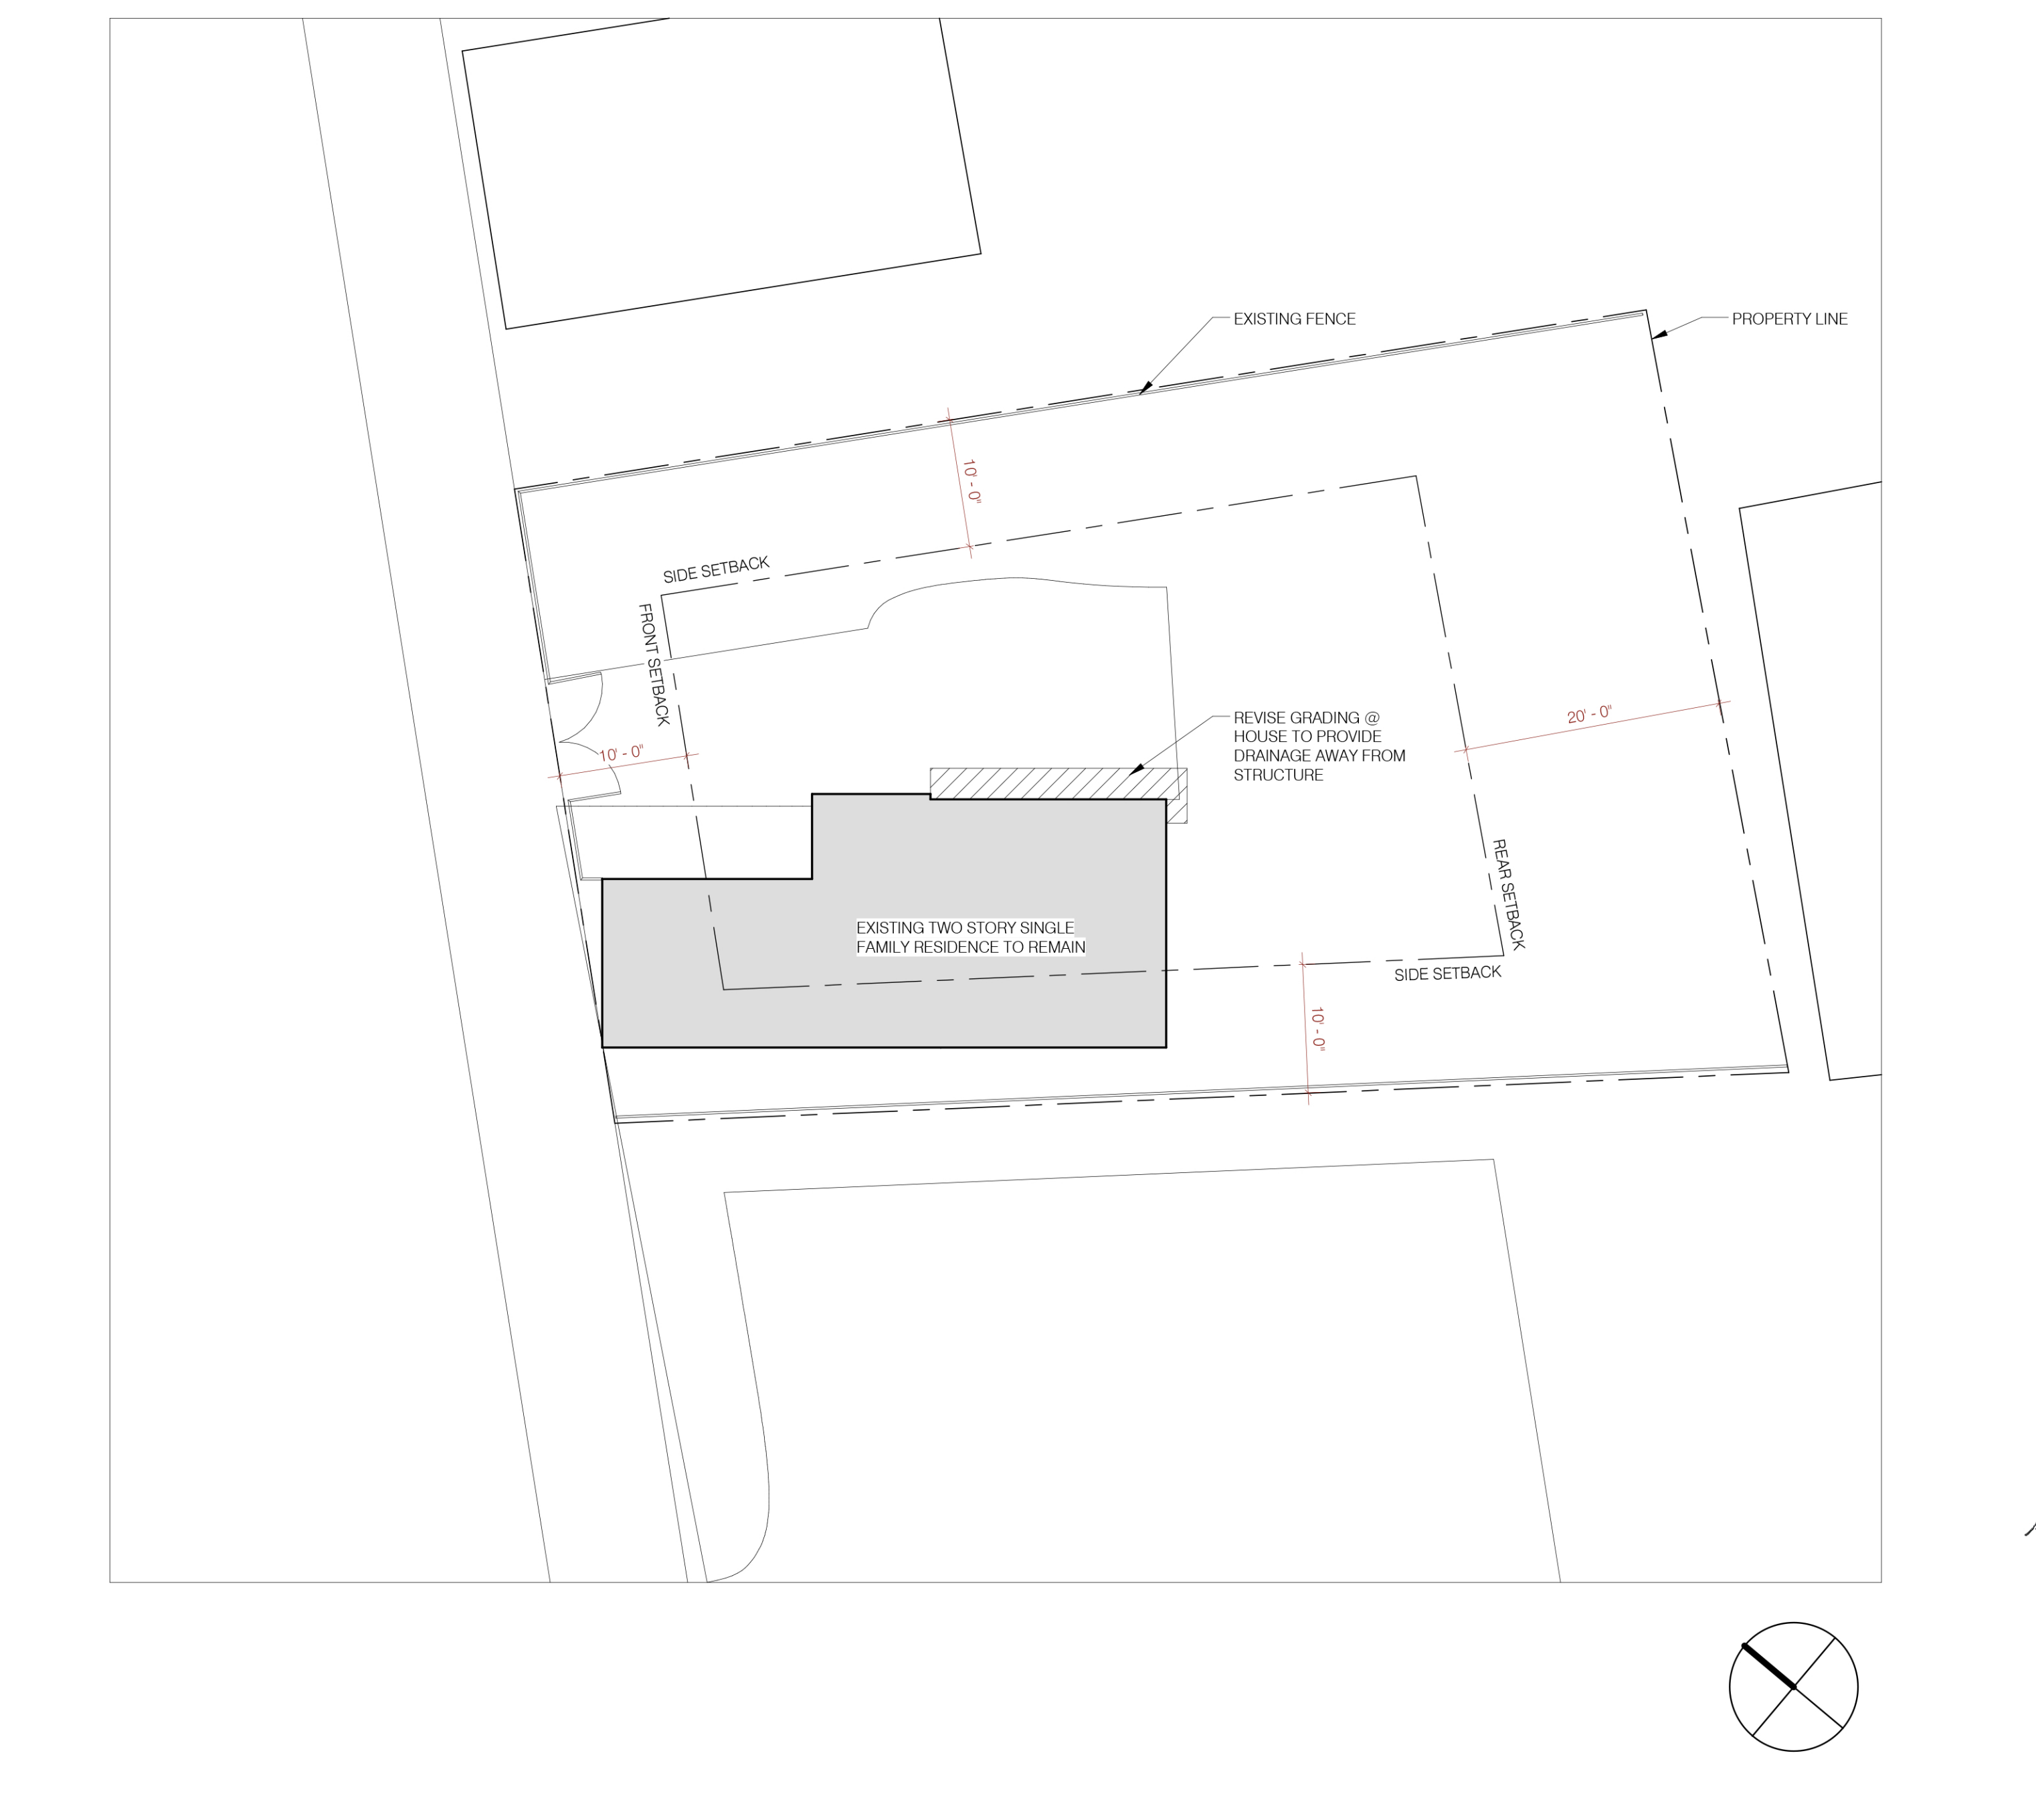 EXISTING FENCE
PROPERTY LINE
10' - 0"
SIDE SETBACK
FRONT SETBACK
10' - 0"
REVISE GRADING @
HOUSE TO PROVIDE
DRAINAGE AWAY FROM
STRUCTURE
20' - 0"
REAR SETBACK
EXISTING TWO STORY SINGLE
FAMILY RESIDENCE TO REMAIN
SIDE SETBACK
10' - 0"